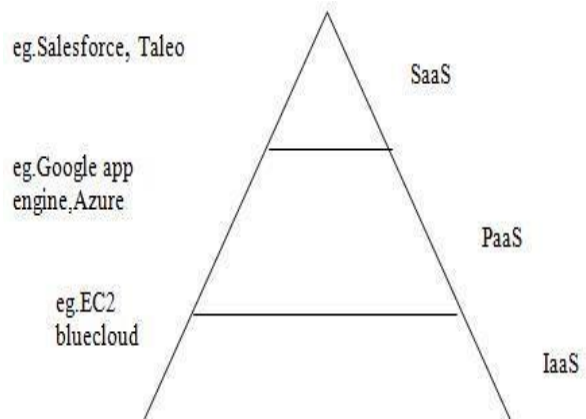 eg.Salesforce, Taleo
SaaS
eg.Google app
engine,Azure
PaaS
eg.EC2
bluecloud
IaaS